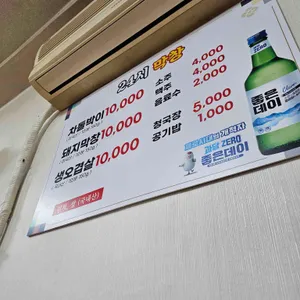 24시 막창
차돌박이 10,000
돼지막창 10,000
생오겹살 10,000
소주 4,000
맥주 4,000
음료수 2,000
청국장 5,000
공기밥 1,000
과당 ZERO
좋은데이
좋은
데이